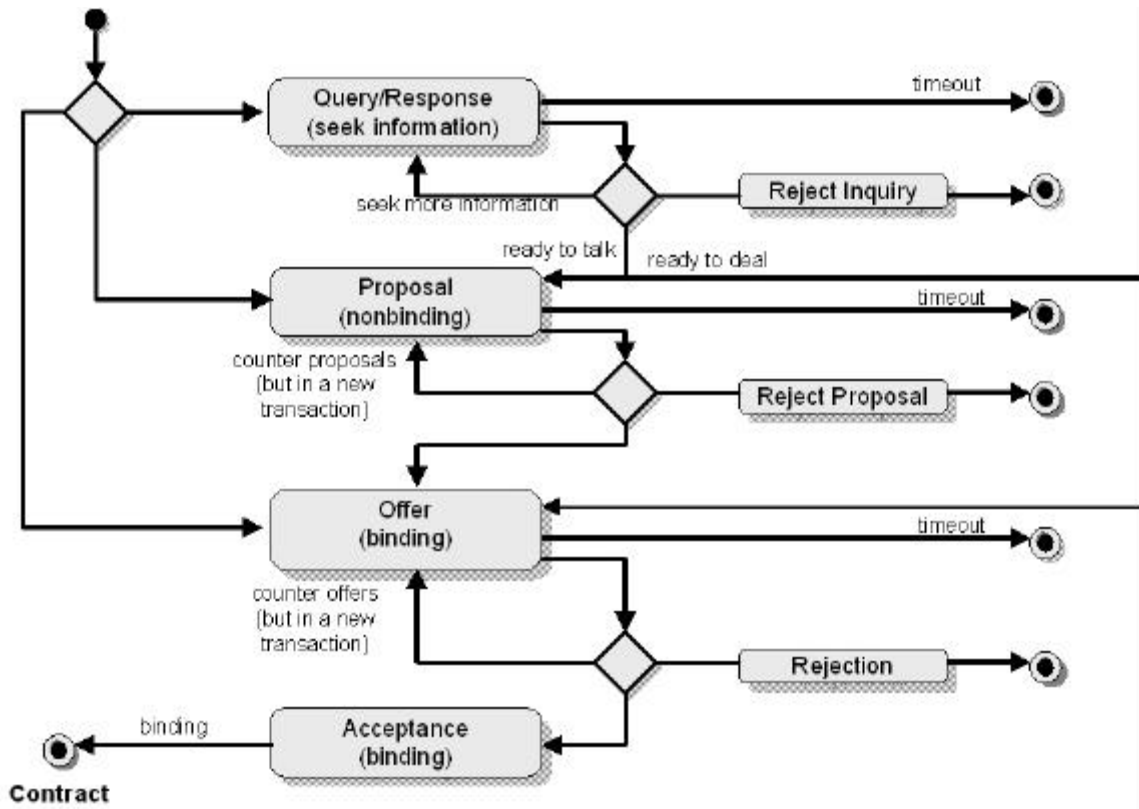 Query/Response
(seek information)
timeout
Reject Inquiry
seek more information
ready to talk
ready to deal
Proposal
(nonbinding)
timeout
counter proposals
(but in a new
transaction)
Reject Proposal
Offer
(binding)
timeout
counter offers
(but in a new
transaction)
Rejection
Acceptance
(binding)
binding
Contract